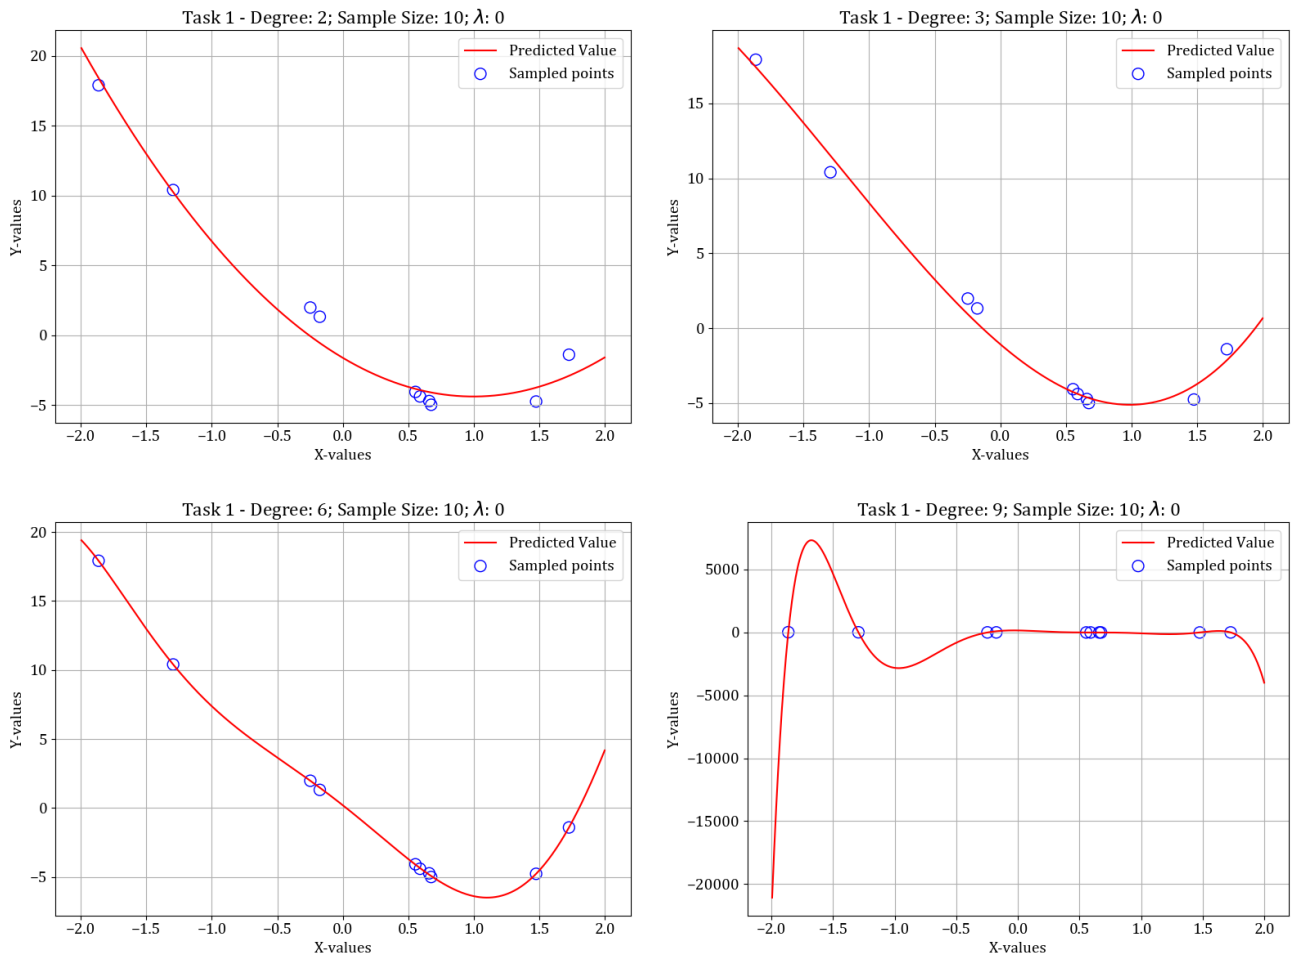 Task 1 - Degree: 2; Sample Size: 10; λ: 0
Predicted Value
Sampled points
20
15
10
5
0
−5
Y-values
−2.0 −1.5 −1.0 −0.5 0.0 0.5 1.0 1.5 2.0
X-values
Task 1 - Degree: 3; Sample Size: 10; λ: 0
Predicted Value
Sampled points
15
10
5
0
−5
Y-values
−2.0 −1.5 −1.0 −0.5 0.0 0.5 1.0 1.5 2.0
X-values
Task 1 - Degree: 6; Sample Size: 10; λ: 0
Predicted Value
Sampled points
20
15
10
5
0
−5
Y-values
−2.0 −1.5 −1.0 −0.5 0.0 0.5 1.0 1.5 2.0
X-values
Task 1 - Degree: 9; Sample Size: 10; λ: 0
Predicted Value
Sampled points
5000
0
−5000
−10000
−15000
−20000
Y-values
−2.0 −1.5 −1.0 −0.5 0.0 0.5 1.0 1.5 2.0
X-values